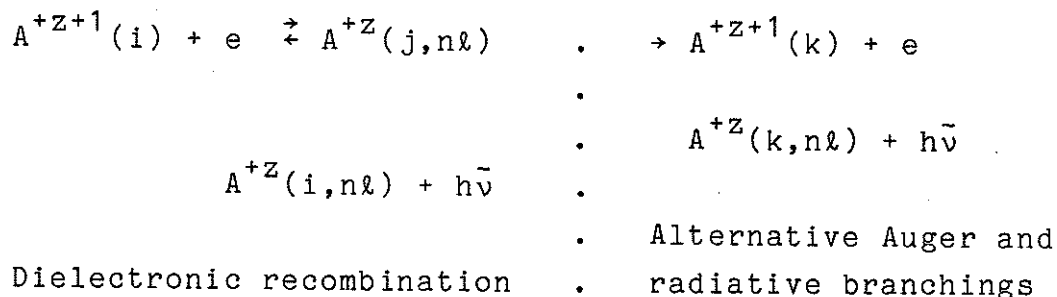 A⁺ᶻ⁺¹(i) + e ⇄ A⁺ᶻ(j,nℓ) . → A⁺ᶻ⁺¹(k) + e
.
. A⁺ᶻ(k,nℓ) + hν̃
A⁺ᶻ(i,nℓ) + hν̃ .
. Alternative Auger and
Dielectronic recombination . radiative branchings